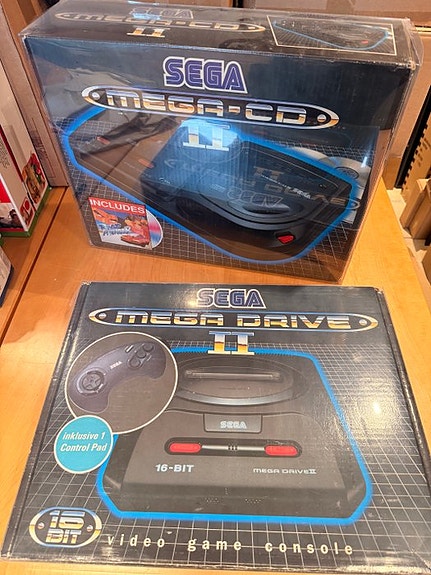 SEGA
MEGA-CD
II
INCLUDES
SEGA
MEGA DRIVE
II
SEGA
SEGA
inklusive 1
Control Pad
16-BIT
MEGA DRIVE II
16
BIT
video game console